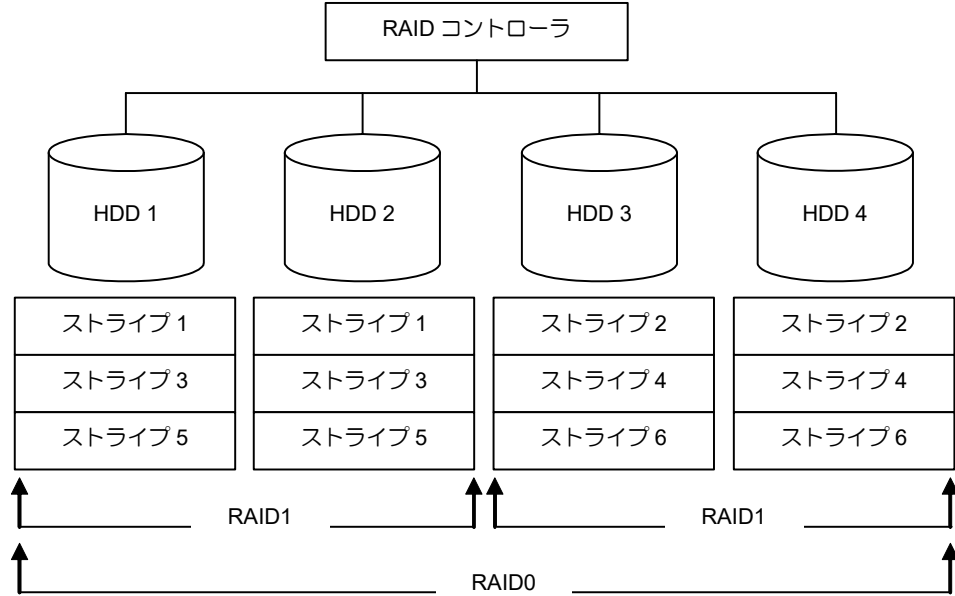 RAID コントローラ
HDD 1
HDD 2
HDD 3
HDD 4
ストライプ 1
ストライプ 1
ストライプ 2
ストライプ 2
ストライプ 3
ストライプ 3
ストライプ 4
ストライプ 4
ストライプ 5
ストライプ 5
ストライプ 6
ストライプ 6
RAID1
RAID1
RAID0